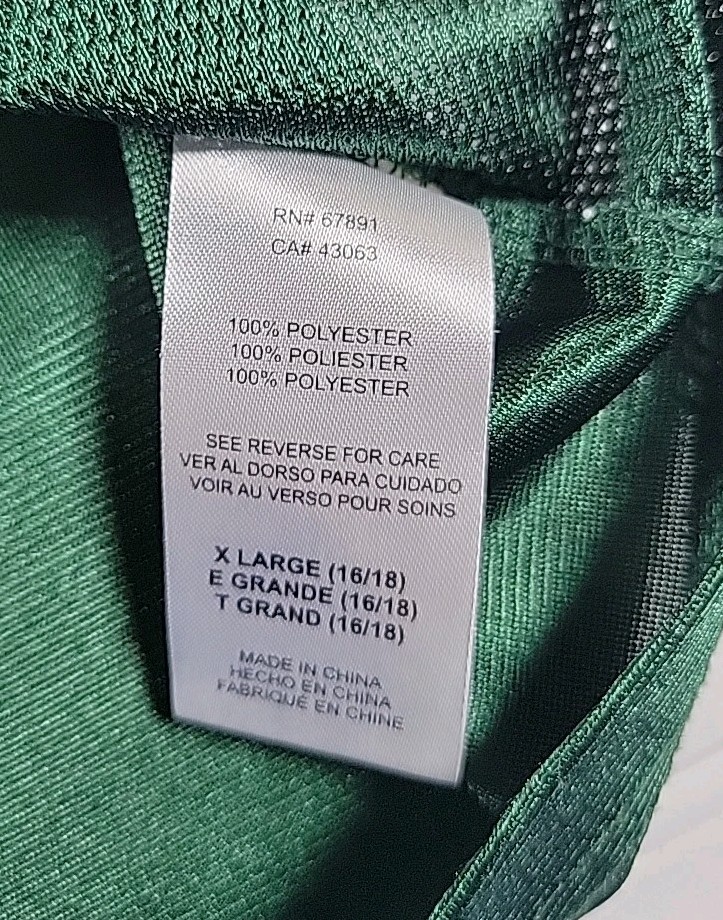 RN# 67891
CA# 43063
100% POLYESTER
100% POLIESTER
100% POLYESTER
SEE REVERSE FOR CARE
VER AL DORSO PARA CUIDADO
VOIR AU VERSO POUR SOINS
X LARGE (16/18)
E GRANDE (16/18)
T GRAND (16/18)
MADE IN CHINA
HECHO EN CHINA
FABRIQUÉ EN CHINE